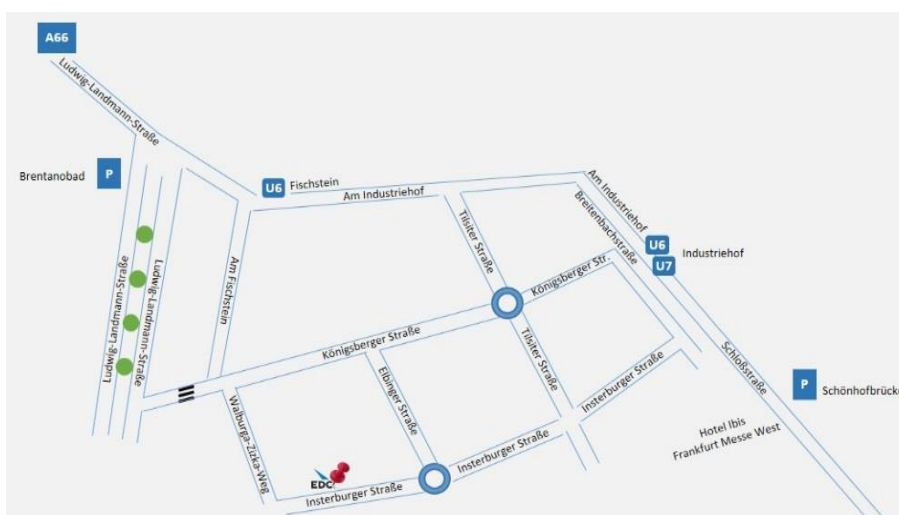 A66
Ludwig-Landmann-Straße
Brentanobad
P
U6
Fischstein
Am Industriehof
Am Industriehof
Breitenbachstraße
Tilsiter Straße
U6
U7
Industriehof
Ludwig-Landmann-Straße
Ludwig-Landmann-Straße
Am Fischstein
Königsberger Str.
Königsberger Straße
Tilsiter Straße
Elbinger Straße
Insterburger Straße
Schloßstraße
P
Schönhofbrücke
Walburga-Zizka-Weg
Hotel Ibis
Frankfurt Messe West
Insterburger Straße
EDC
Insterburger Straße